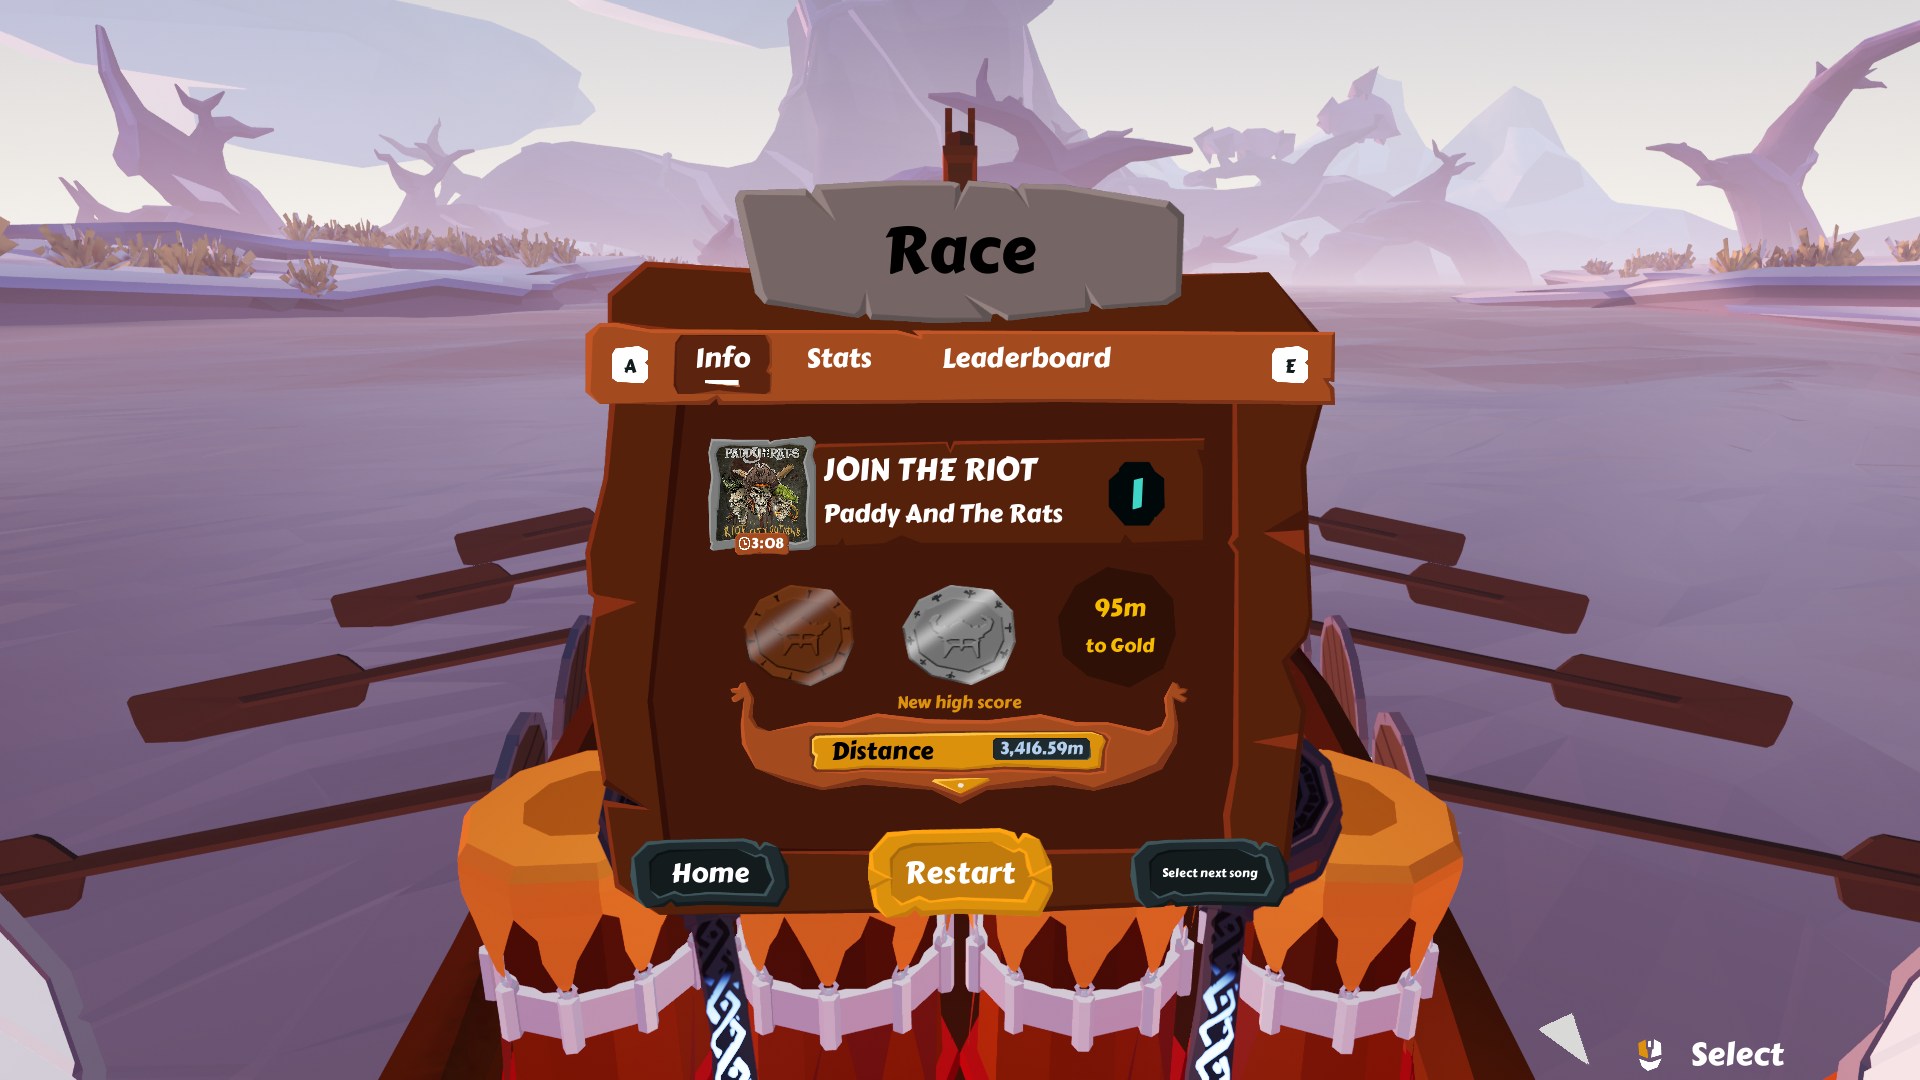 Race
A
Info
Stats
Leaderboard
E
PADDY AND THE RATS
JOIN THE RIOT
Paddy And The Rats
1
3:08
95m
to Gold
New high score
Distance
3,416.59m
Home
Restart
Select next song
Select